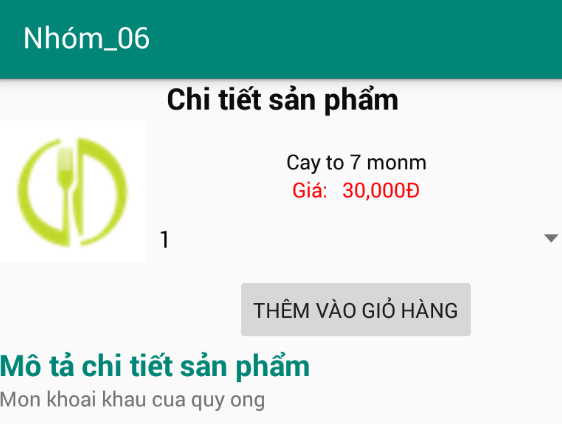 Nhóm_06
Chi tiết sản phẩm
Cay to 7 monm
Giá: 30,000Đ
1
THÊM VÀO GIỎ HÀNG
Mô tả chi tiết sản phẩm
Mon khoai khau cua quy ong